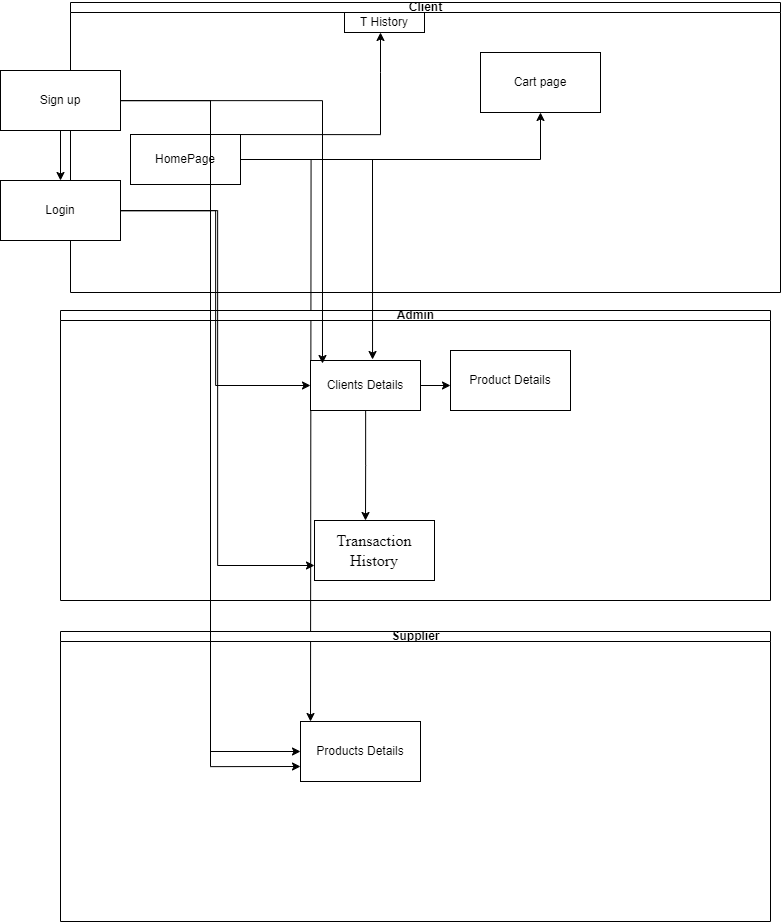 Client
T History
Cart page
Sign up
HomePage
Login
Admin
Clients Details
Product Details
Transaction
History
Supplier
Products Details